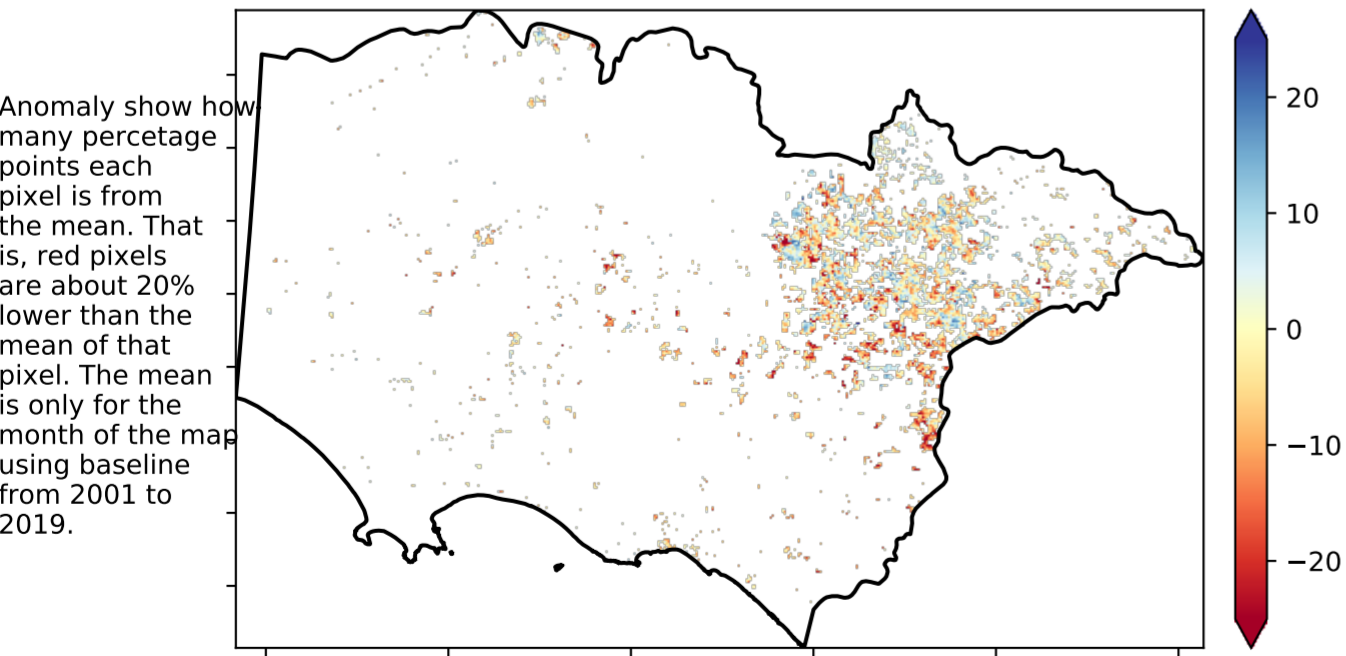 Anomaly show how
many percetage
points each
pixel is from
the mean. That
is, red pixels
are about 20%
lower than the
mean of that
pixel. The mean
is only for the
month of the map
using baseline
from 2001 to
2019.
20
10
0
−10
−20